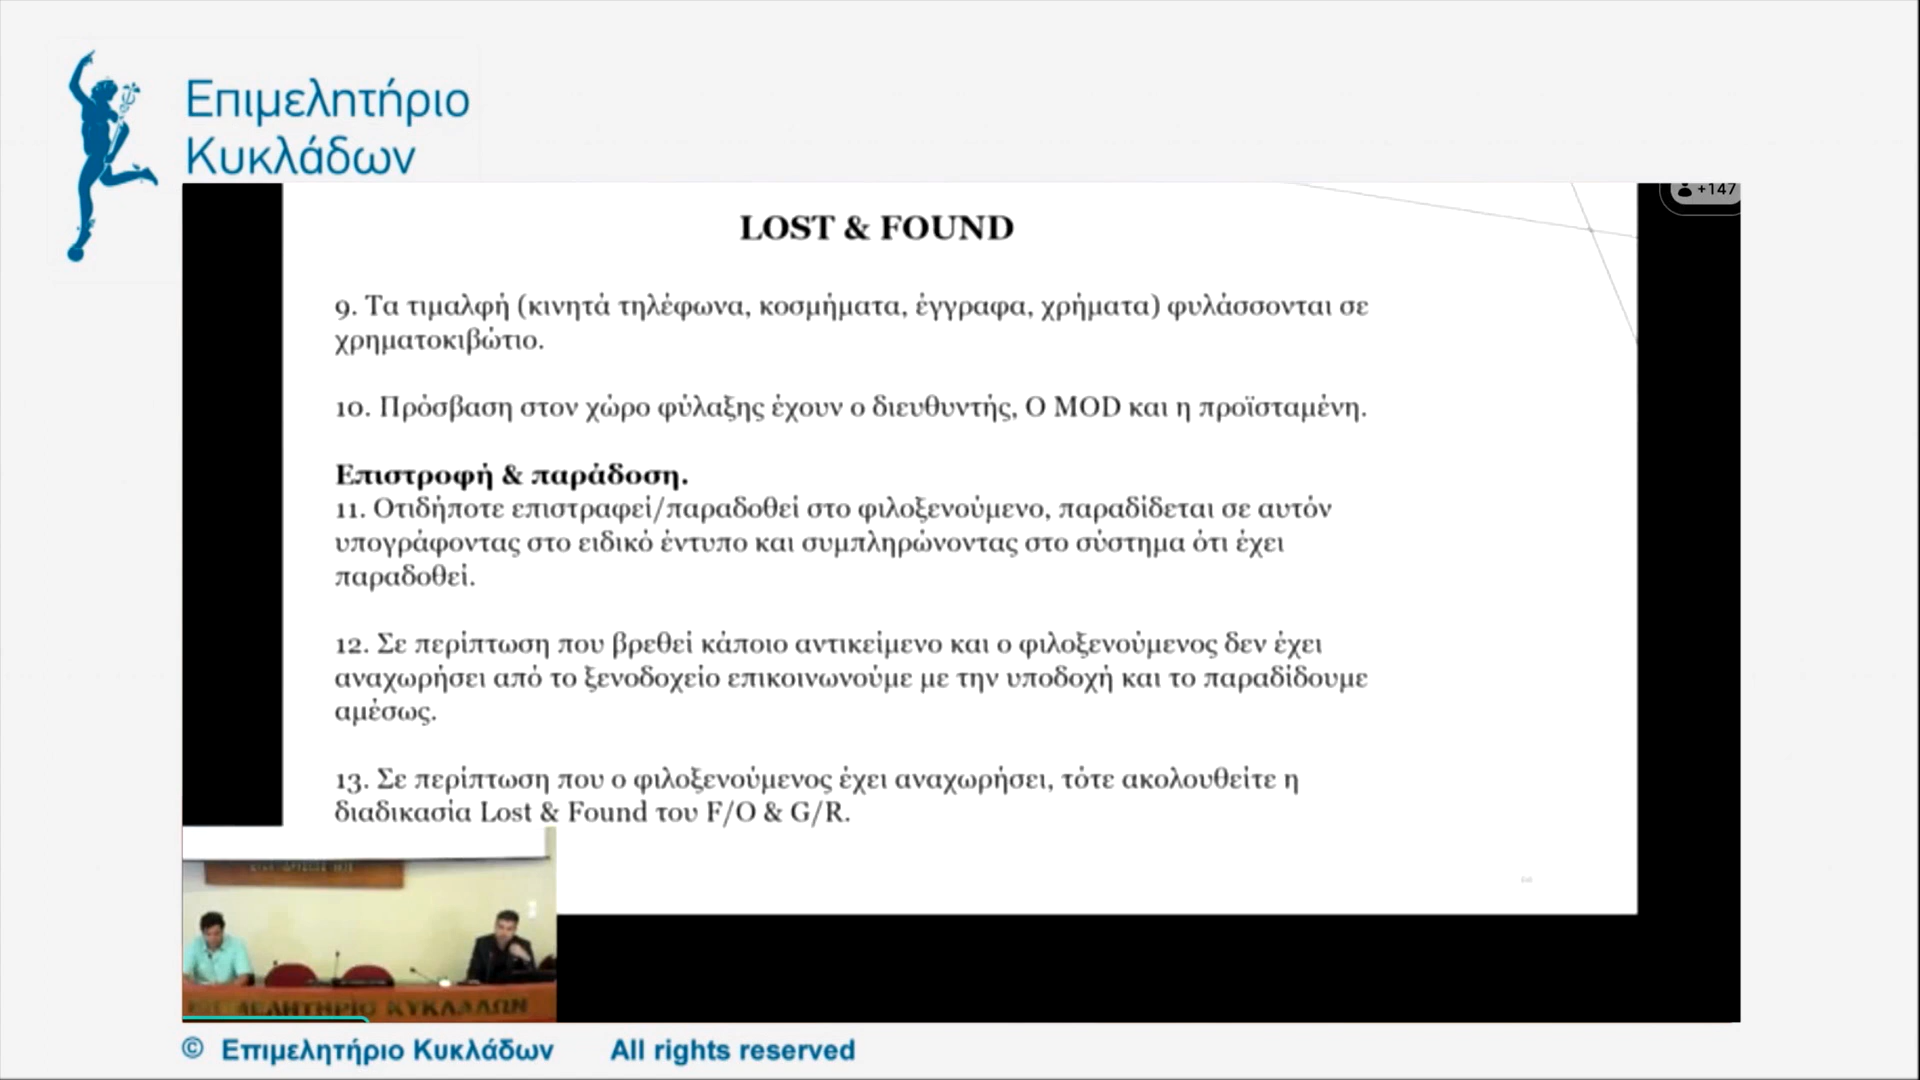 Επιμελητήριο
Κυκλάδων
+147
LOST & FOUND
9. Τα τιμαλφή (κινητά τηλέφωνα, κοσμήματα, έγγραφα, χρήματα) φυλάσσονται σε
χρηματοκιβώτιο.
10. Πρόσβαση στον χώρο φύλαξης έχουν ο διευθυντής, Ο MOD και η προϊσταμένη.
Επιστροφή & παράδοση.
11. Οτιδήποτε επιστραφεί/παραδοθεί στο φιλοξενούμενο, παραδίδεται σε αυτόν
υπογράφοντας στο ειδικό έντυπο και συμπληρώνοντας στο σύστημα ότι έχει
παραδοθεί.
12. Σε περίπτωση που βρεθεί κάποιο αντικείμενο και ο φιλοξενούμενος δεν έχει
αναχωρήσει από το ξενοδοχείο επικοινωνούμε με την υποδοχή και το παραδίδουμε
αμέσως.
13. Σε περίπτωση που ο φιλοξενούμενος έχει αναχωρήσει, τότε ακολουθείτε η
διαδικασία Lost & Found του F/O & G/R.
ΕΠΙΜΕΛΗΤΗΡΙΟ ΚΥΚΛΑΔΩΝ
© Επιμελητήριο Κυκλάδων All rights reserved